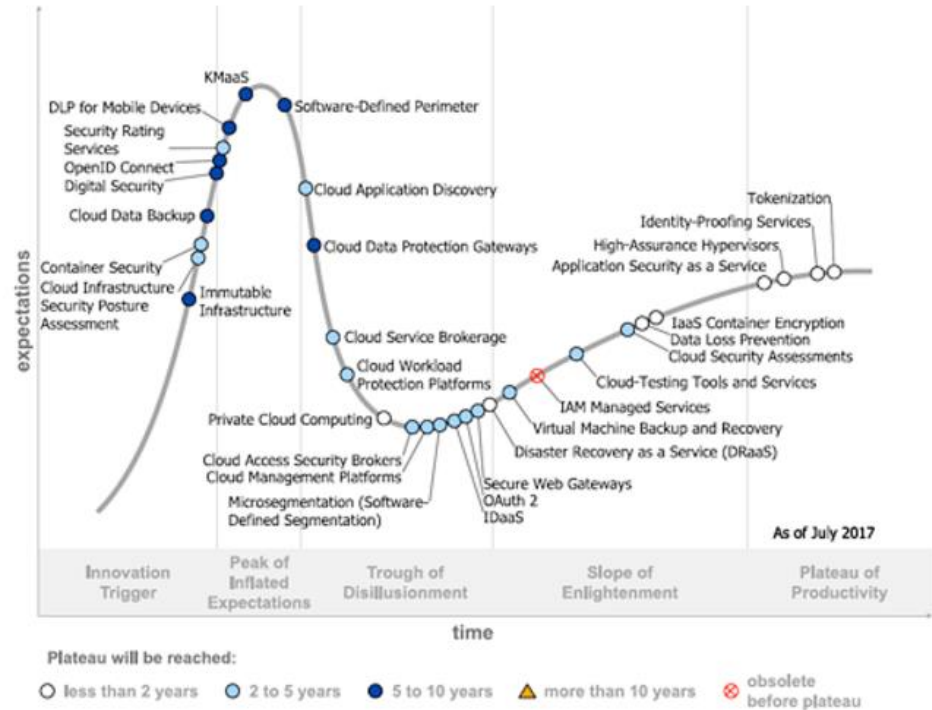 KMaaS
DLP for Mobile Devices
Software-Defined Perimeter
Security Rating
Services
OpenID Connect
Digital Security
Cloud Application Discovery
Tokenization
Cloud Data Backup
Identity-Proofing Services
Cloud Data Protection Gateways
High-Assurance Hypervisors
Container Security
Application Security as a Service
Cloud Infrastructure
Security Posture
Assessment
Immutable
Infrastructure
expectations
Cloud Service Brokerage
IaaS Container Encryption
Data Loss Prevention
Cloud Security Assessments
Cloud Workload
Protection Platforms
Cloud-Testing Tools and Services
Private Cloud Computing
IAM Managed Services
Virtual Machine Backup and Recovery
Disaster Recovery as a Service (DRaaS)
Cloud Access Security Brokers
Cloud Management Platforms
Microsegmentation (Software-
Defined Segmentation)
Secure Web Gateways
OAuth 2
IDaaS
As of July 2017
Innovation
Trigger
Peak of
Inflated
Expectations
Trough of
Disillusionment
Slope of
Enlightenment
Plateau of
Productivity
time
Plateau will be reached:
less than 2 years
2 to 5 years
5 to 10 years
more than 10 years
obsolete
before plateau